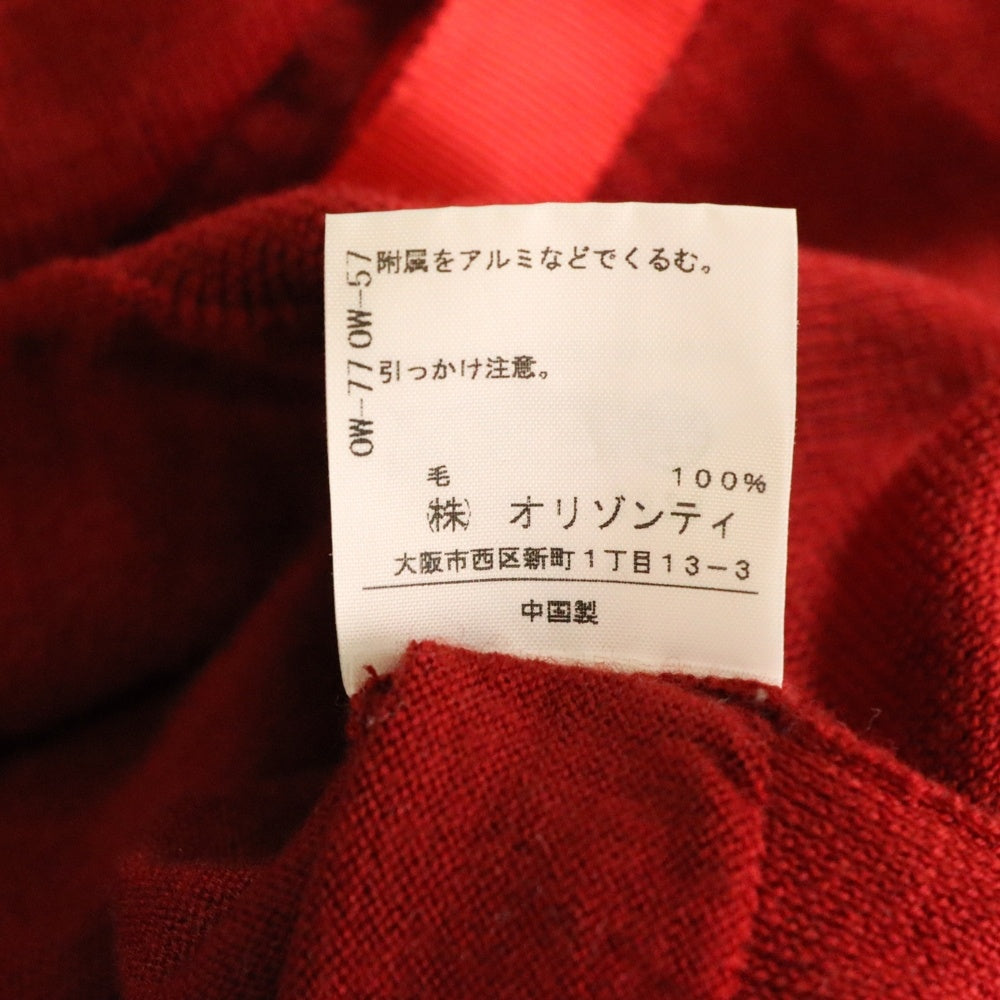 附属をアルミなどでくるむ。
引っかけ注意。
OW-77 OW-57
毛 100%
㈱ オリゾンティ
大阪市西区新町1丁目13-3
中国製